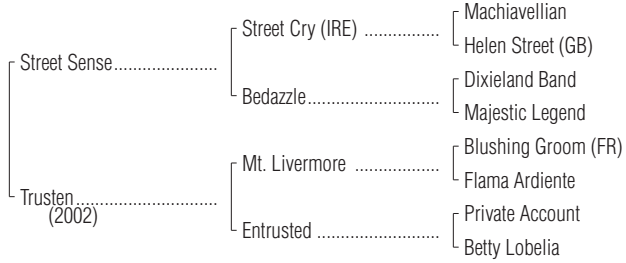 Machiavellian
Street Cry (IRE) ..................
Helen Street (GB)
Street Sense.........................
Dixieland Band
Bedazzle................................
Majestic Legend
Blushing Groom (FR)
Mt. Livermore ....................
Flama Ardiente
Trusten ..................................
(2002)
Private Account
Entrusted .............................
Betty Lobelia